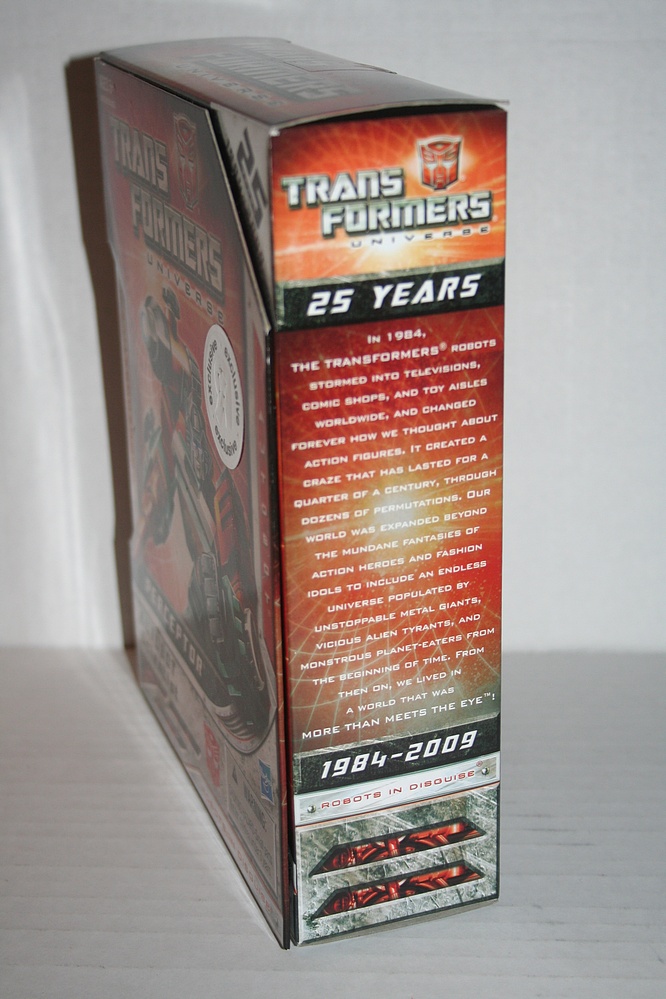 TRANS
FORMERS
UNIVERSE
25 YEARS
IN 1984,
THE TRANSFORMERS® ROBOTS
STORMED INTO TELEVISIONS,
COMIC SHOPS, AND TOY AISLES
WORLDWIDE, AND CHANGED
FOREVER HOW WE THOUGHT ABOUT
ACTION FIGURES. IT CREATED A
CRAZE THAT HAS LASTED FOR A
QUARTER OF A CENTURY, THROUGH
DOZENS OF PERMUTATIONS. OUR
WORLD WAS EXPANDED BEYOND
THE MUNDANE FANTASIES OF
ACTION HEROES AND FASHION
IDOLS TO INCLUDE AN ENDLESS
UNIVERSE POPULATED BY
UNSTOPPABLE METAL GIANTS,
VICIOUS ALIEN TYRANTS, AND
MONSTROUS PLANET-EATERS FROM
THE BEGINNING OF TIME. FROM
THEN ON, WE LIVED IN
A WORLD THAT WAS
MORE THAN MEETS THE EYE™!
1984-2009
ROBOTS IN DISGUISE®
TRANS
FORMERS
UNIVERSE
25
exclusive
exclusive
exclusive